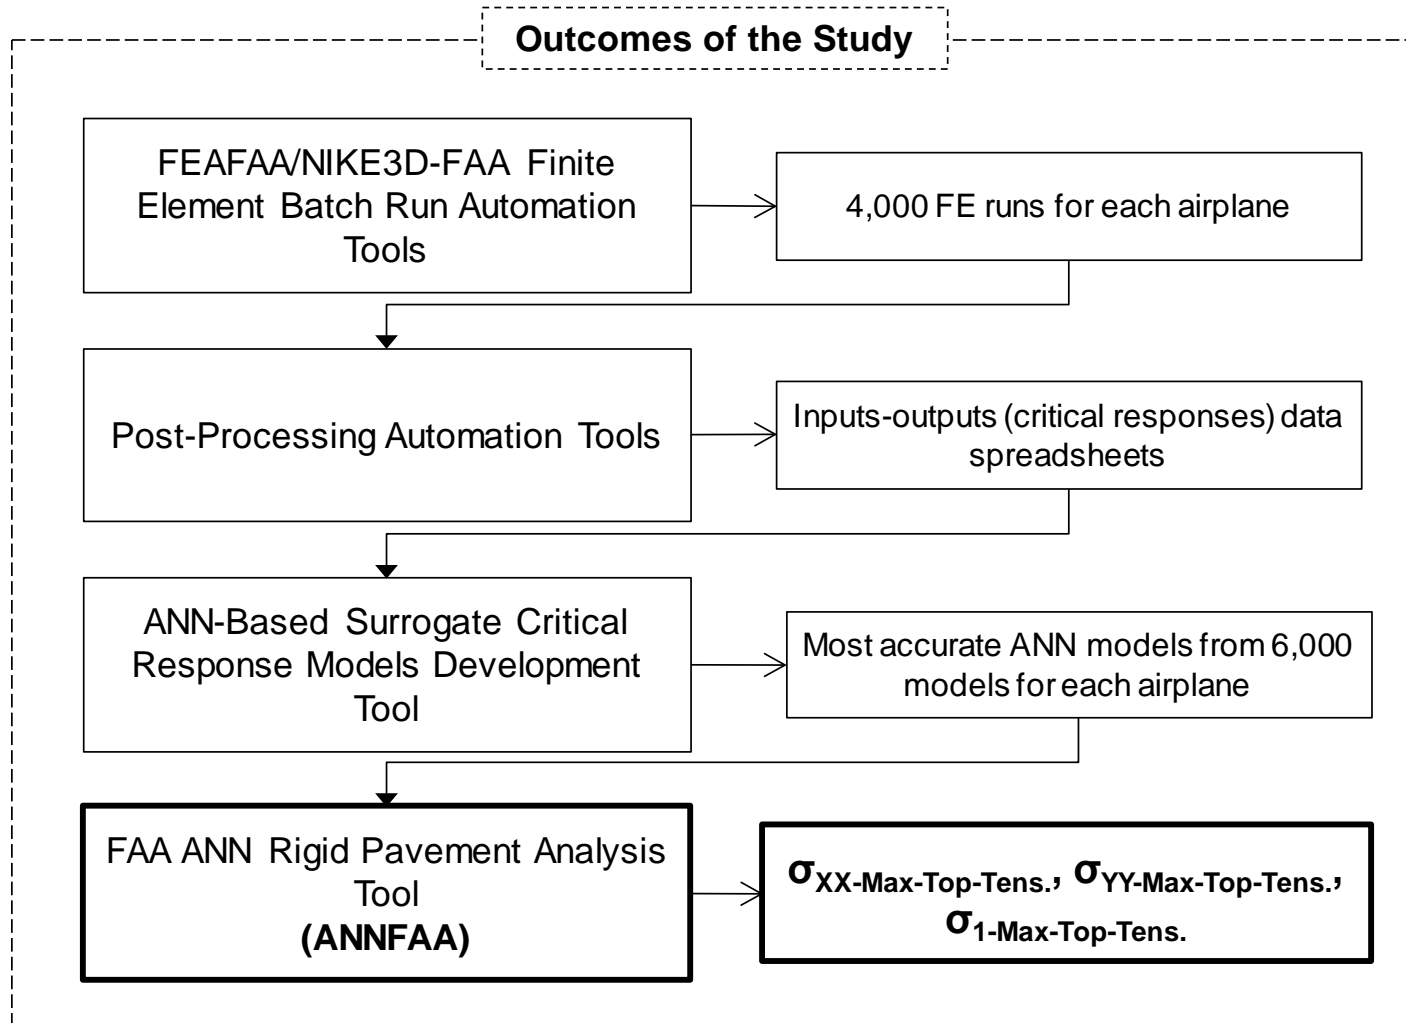 Outcomes of the Study
FEAFAA/NIKE3D-FAA Finite
Element Batch Run Automation
Tools
4,000 FE runs for each airplane
Post-Processing Automation Tools
Inputs-outputs (critical responses) data
spreadsheets
ANN-Based Surrogate Critical
Response Models Development
Tool
Most accurate ANN models from 6,000
models for each airplane
FAA ANN Rigid Pavement Analysis
Tool
(ANNFAA)
σXX-Max-Top-Tens., σYY-Max-Top-Tens.,
σ1-Max-Top-Tens.